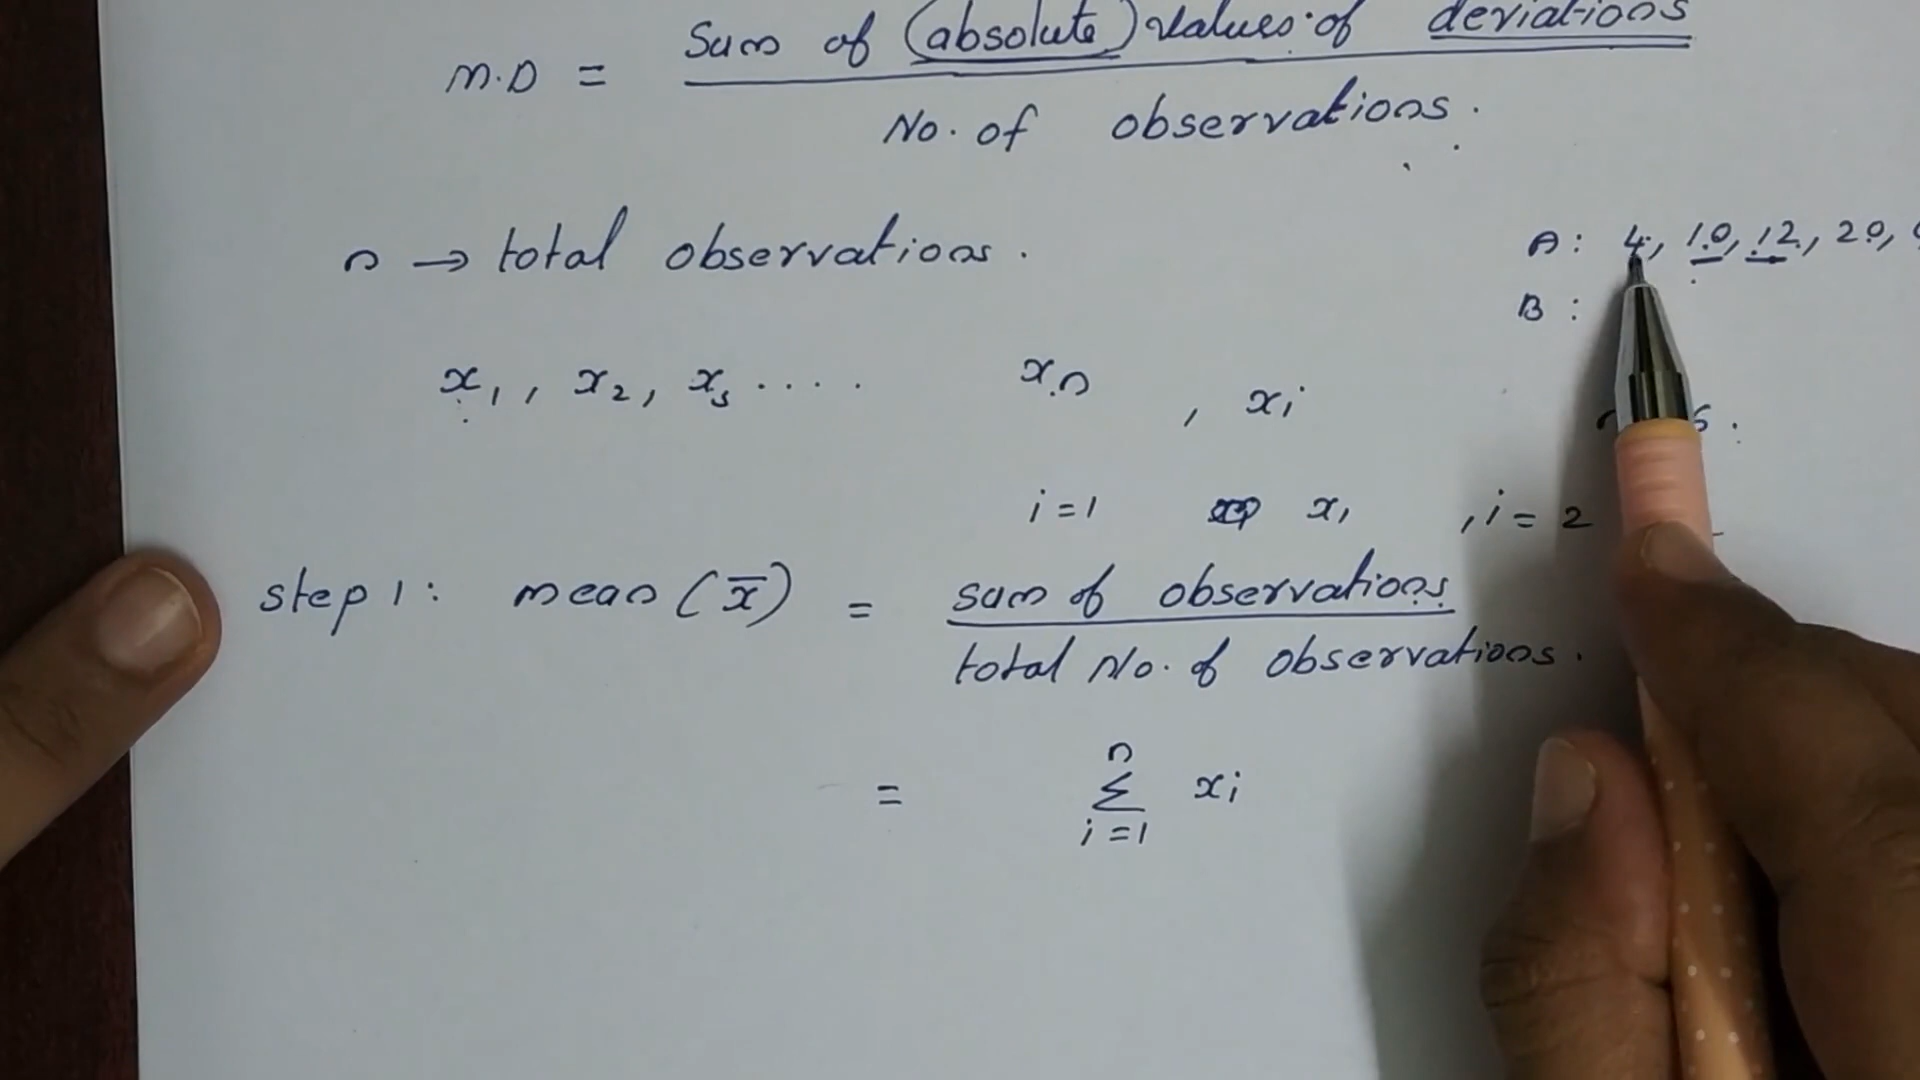 M.D = Sum of (absolute) values of deviations
No. of observations.
n → total observations.
A: 4, 10, 12, 20,
B :
x₁, x₂, x₃ .... xₙ , xᵢ
i = 1 x₁ , i = 2
step 1: mean (x̅) = sum of observations
total No. of observations.
= n
Σ xᵢ
i = 1